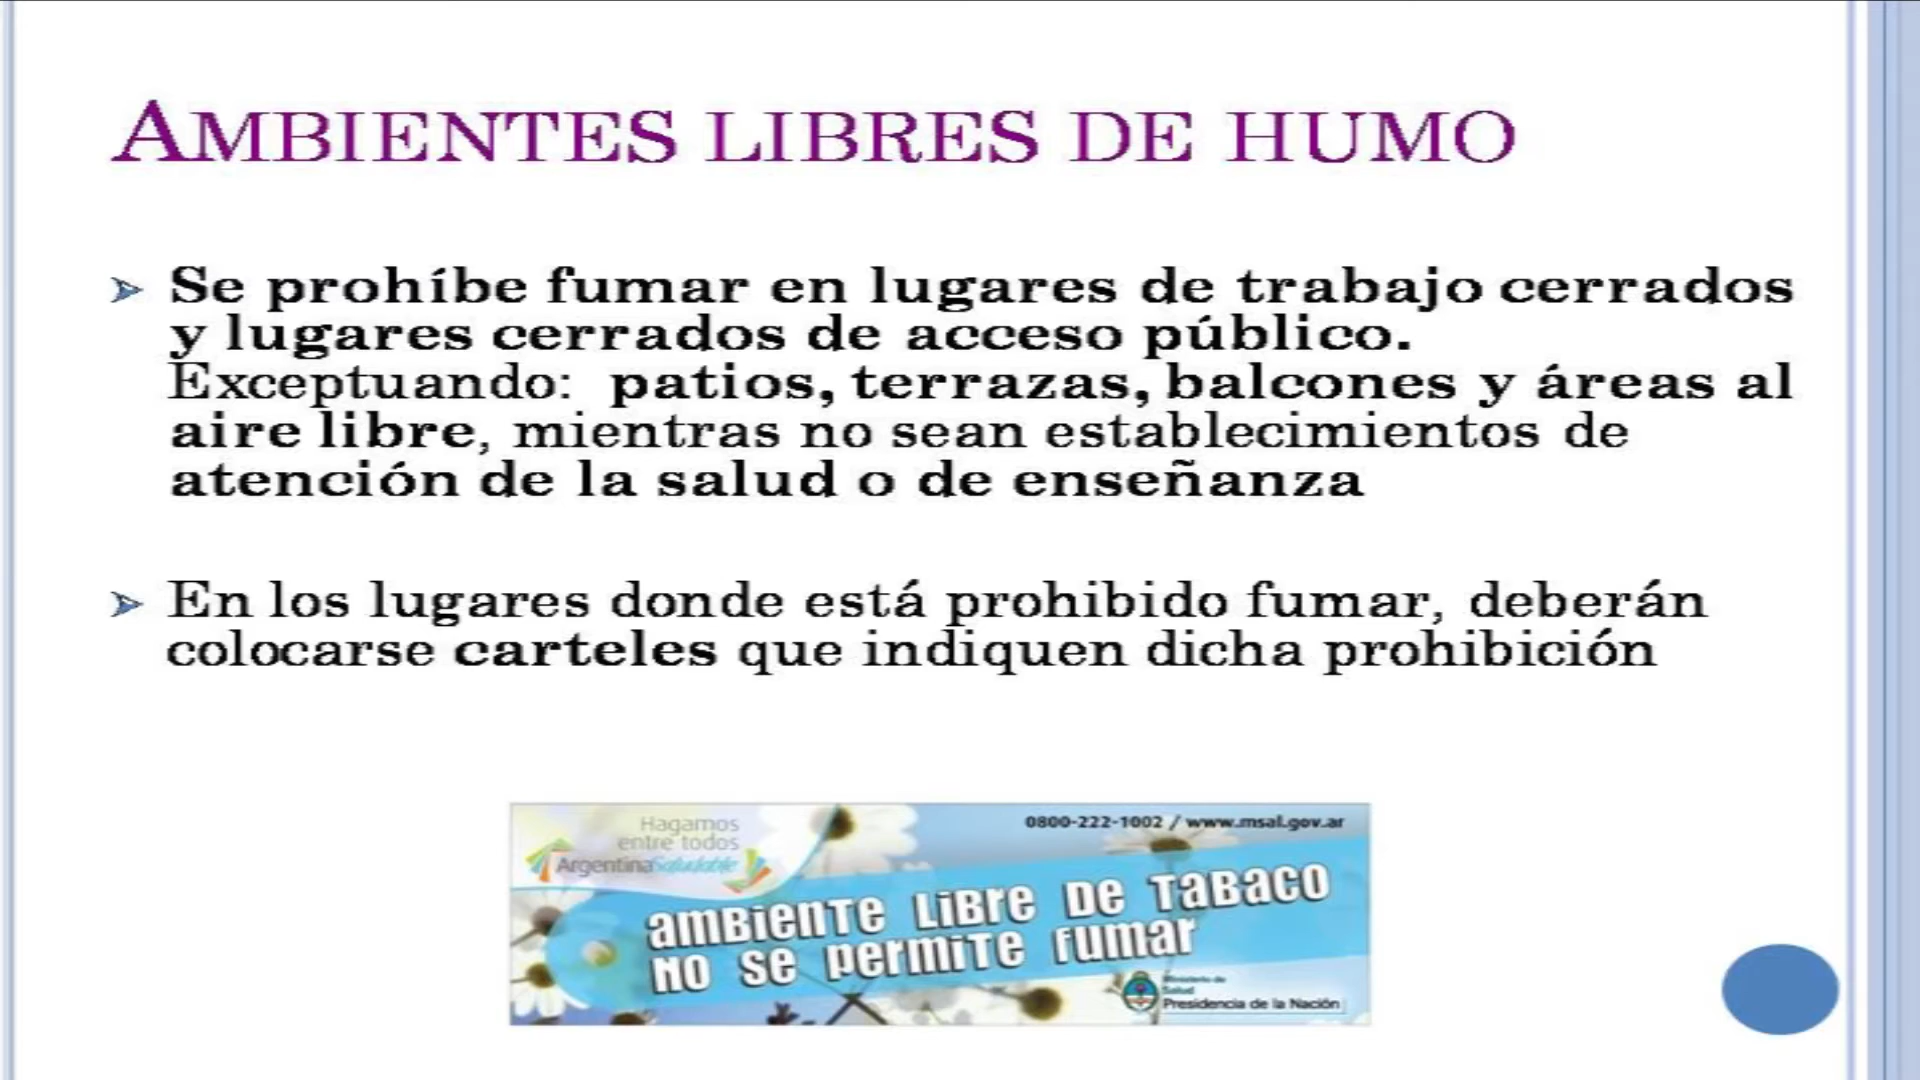 AMBIENTES LIBRES DE HUMO
Se prohíbe fumar en lugares de trabajo cerrados
y lugares cerrados de acceso público.
Exceptuando: patios, terrazas, balcones y áreas al
aire libre, mientras no sean establecimientos de
atención de la salud o de enseñanza
En los lugares donde está prohibido fumar, deberán
colocarse carteles que indiquen dicha prohibición
Hagamos
entre todos
ArgentinaSaludable
0800-222-1002 / www.msal.gov.ar
amBienTe LiBre De TaBaco
no se permiTe fumar
Ministerio de
Salud
Presidencia de la Nación